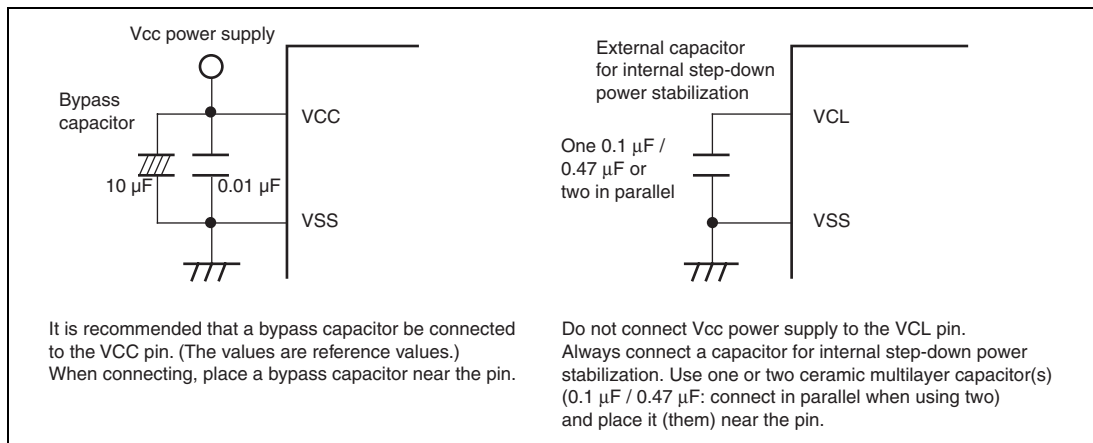 Vcc power supply
Bypass
capacitor
VCC
10 µF
0.01 µF
VSS
It is recommended that a bypass capacitor be connected
to the VCC pin. (The values are reference values.)
When connecting, place a bypass capacitor near the pin.
External capacitor
for internal step-down
power stabilization
VCL
One 0.1 µF /
0.47 µF or
two in parallel
VSS
Do not connect Vcc power supply to the VCL pin.
Always connect a capacitor for internal step-down power
stabilization. Use one or two ceramic multilayer capacitor(s)
(0.1 µF / 0.47 µF: connect in parallel when using two)
and place it (them) near the pin.